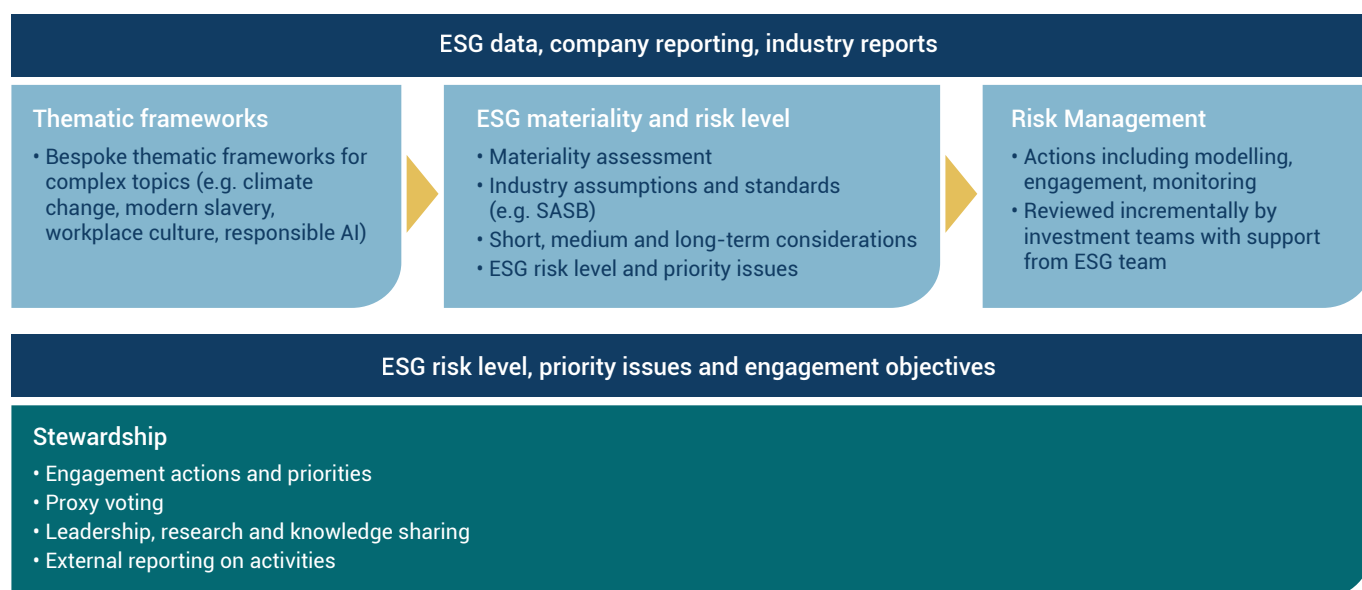 ESG data, company reporting, industry reports
Thematic frameworks
• Bespoke thematic frameworks for
complex topics (e.g. climate
change, modern slavery,
workplace culture, responsible AI)
ESG materiality and risk level
• Materiality assessment
• Industry assumptions and standards
(e.g. SASB)
• Short, medium and long-term considerations
• ESG risk level and priority issues
Risk Management
• Actions including modelling,
engagement, monitoring
• Reviewed incrementally by
investment teams with support
from ESG team
ESG risk level, priority issues and engagement objectives
Stewardship
• Engagement actions and priorities
• Proxy voting
• Leadership, research and knowledge sharing
• External reporting on activities